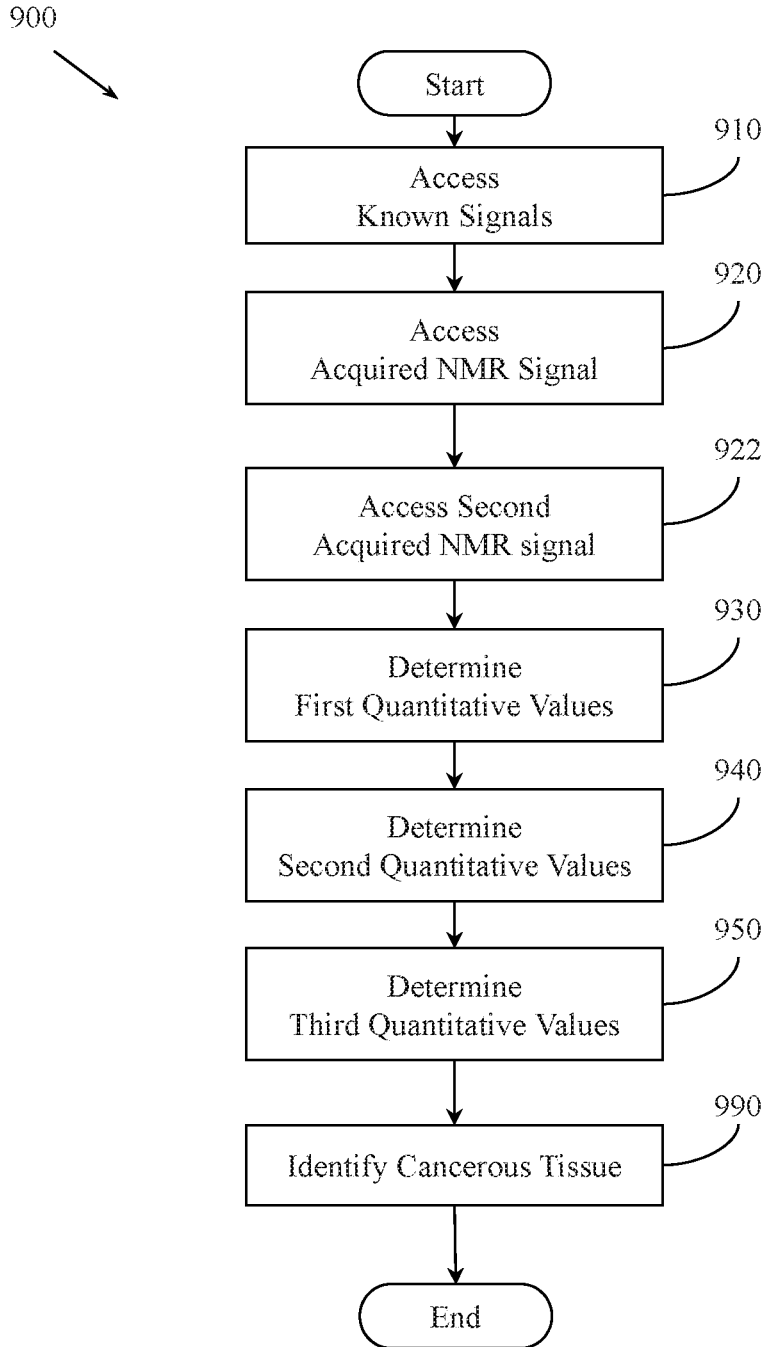 900
Start
910
Access
Known Signals
920
Access
Acquired NMR Signal
922
Access Second
Acquired NMR signal
930
Determine
First Quantitative Values
940
Determine
Second Quantitative Values
950
Determine
Third Quantitative Values
990
Identify Cancerous Tissue
End